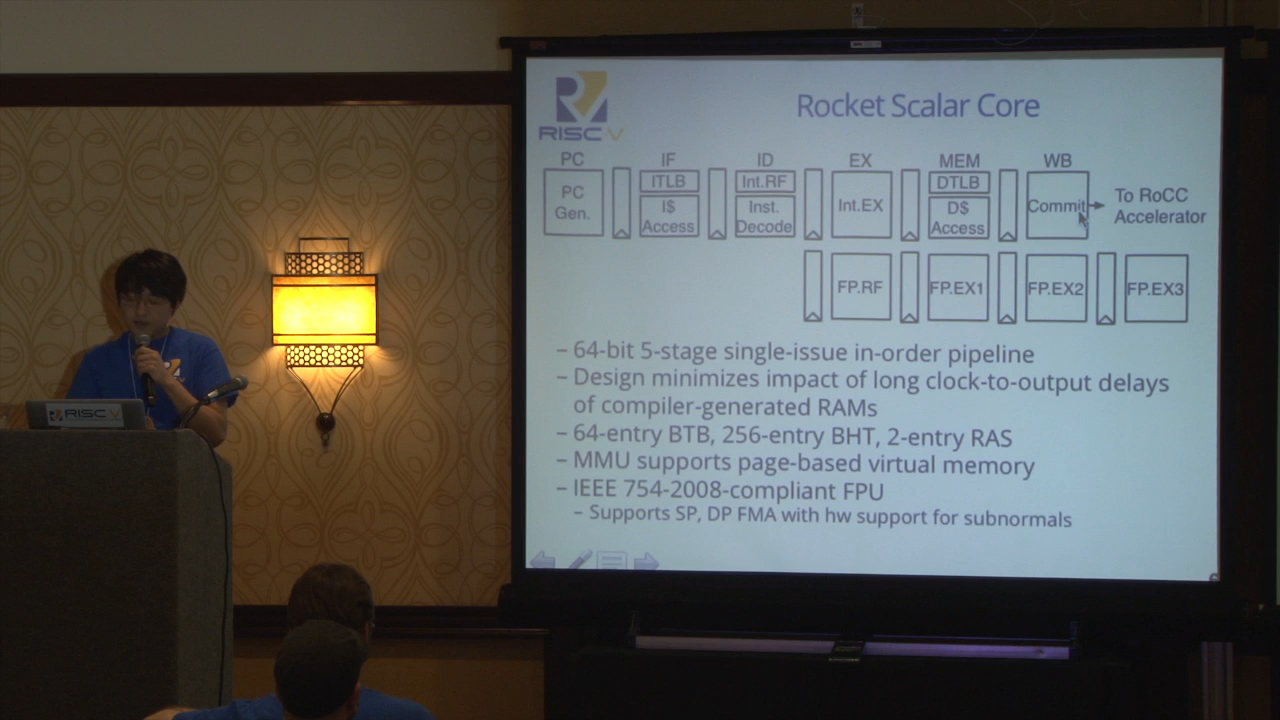 RISC V
Rocket Scalar Core
PC IF ID EX MEM WB
PC Gen.
ITLB
I$ Access
Int.RF
Inst. Decode
Int.EX
DTLB
D$ Access
Commit
To RoCC
Accelerator
FP.RF FP.EX1 FP.EX2 FP.EX3
– 64-bit 5-stage single-issue in-order pipeline
– Design minimizes impact of long clock-to-output delays
of compiler-generated RAMs
– 64-entry BTB, 256-entry BHT, 2-entry RAS
– MMU supports page-based virtual memory
– IEEE 754-2008-compliant FPU
– Supports SP, DP FMA with hw support for subnormals
RISC V